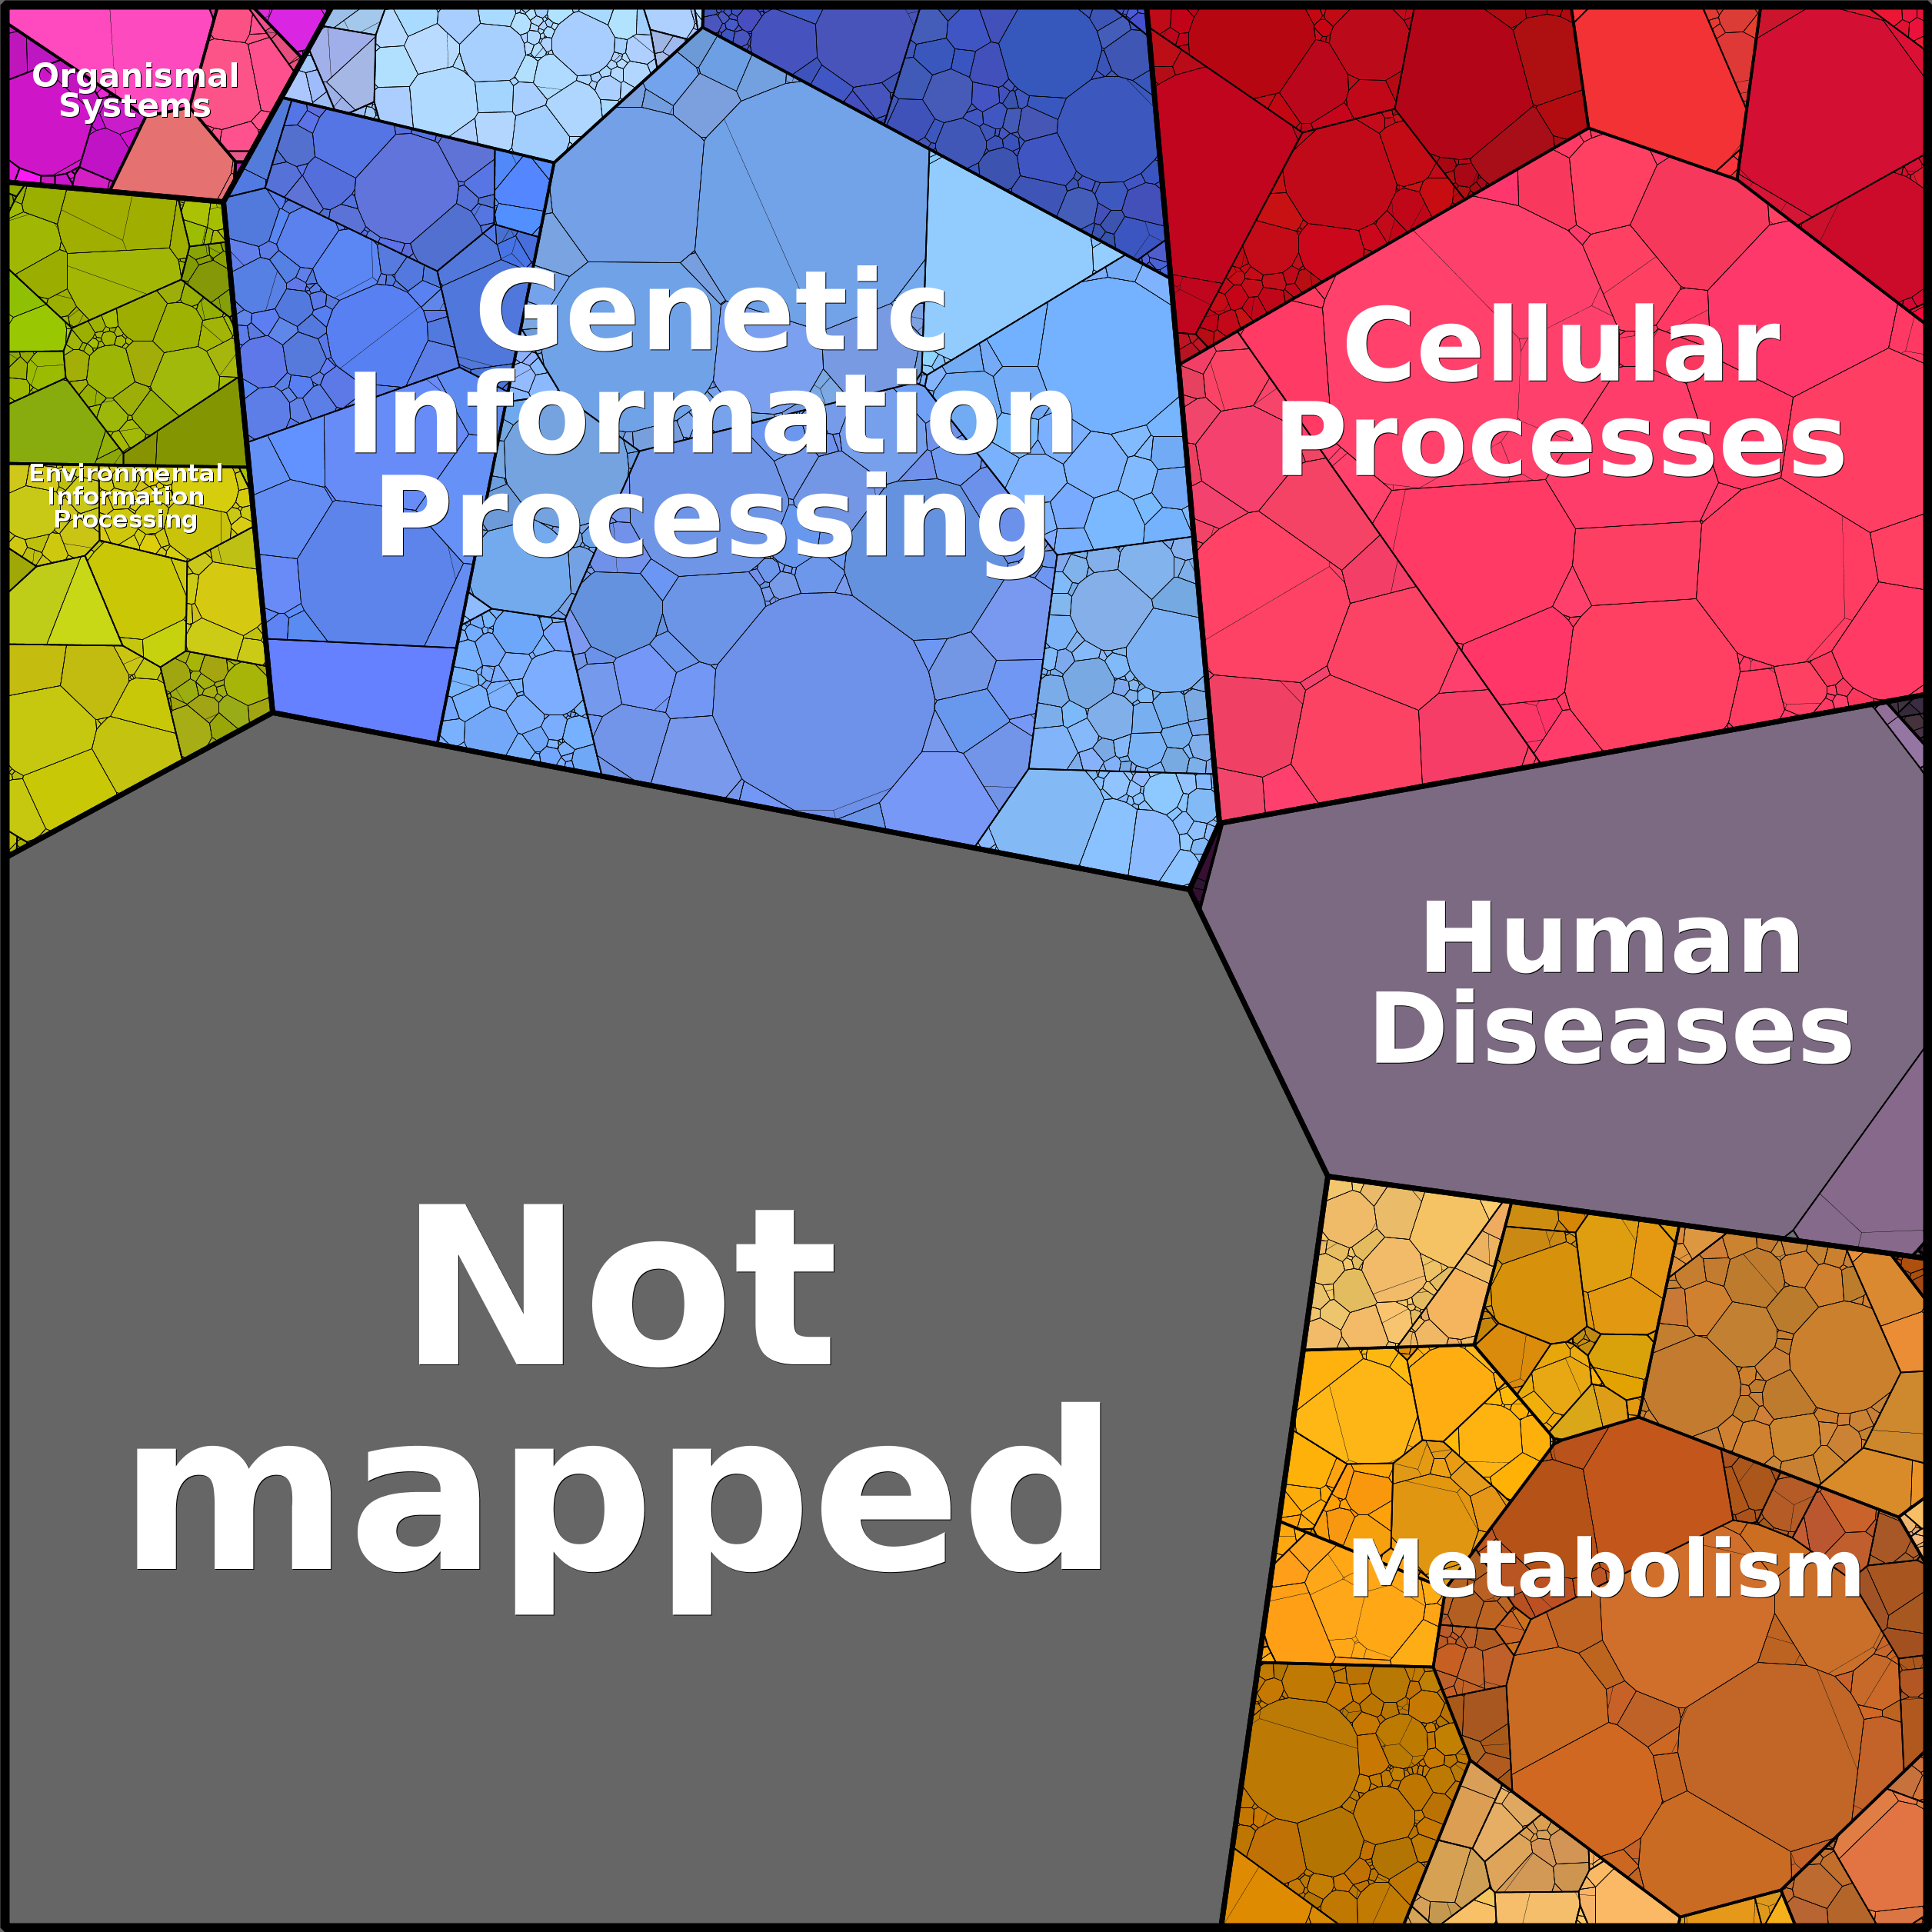 Organismal
Systems
Genetic
Information
Processing
Cellular
Processes
Environmental
Information
Processing
Human
Diseases
Not
mapped
Metabolism